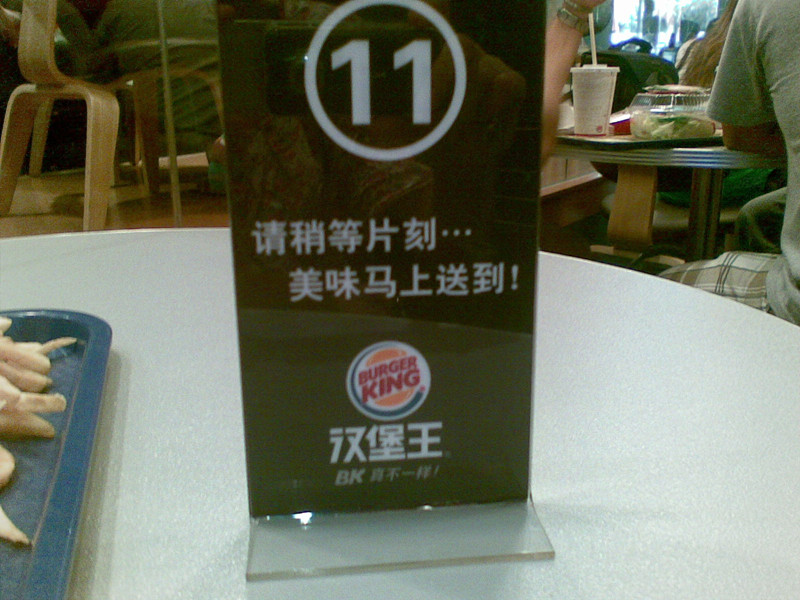 11
请稍等片刻…
美味马上送到!
BURGER
KING
汉堡王
BK 真不一样!